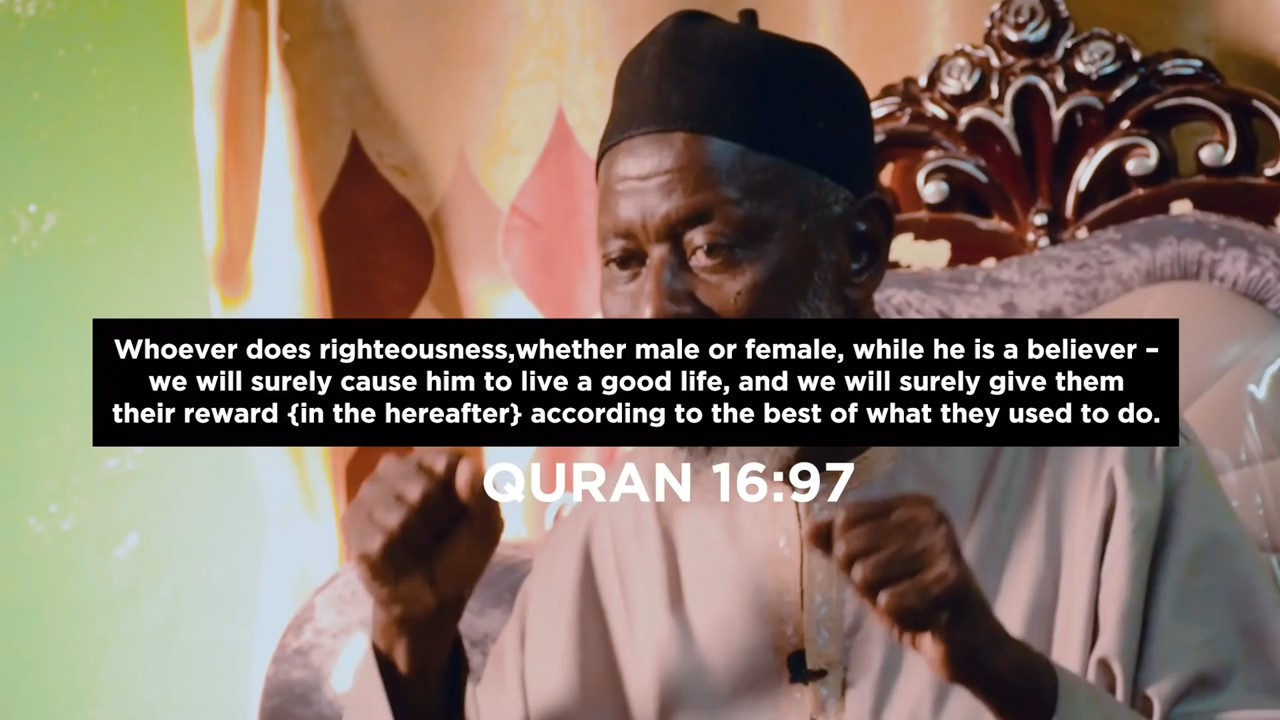 Whoever does righteousness,whether male or female, while he is a believer –
we will surely cause him to live a good life, and we will surely give them
their reward {in the hereafter} according to the best of what they used to do.
QURAN 16:97